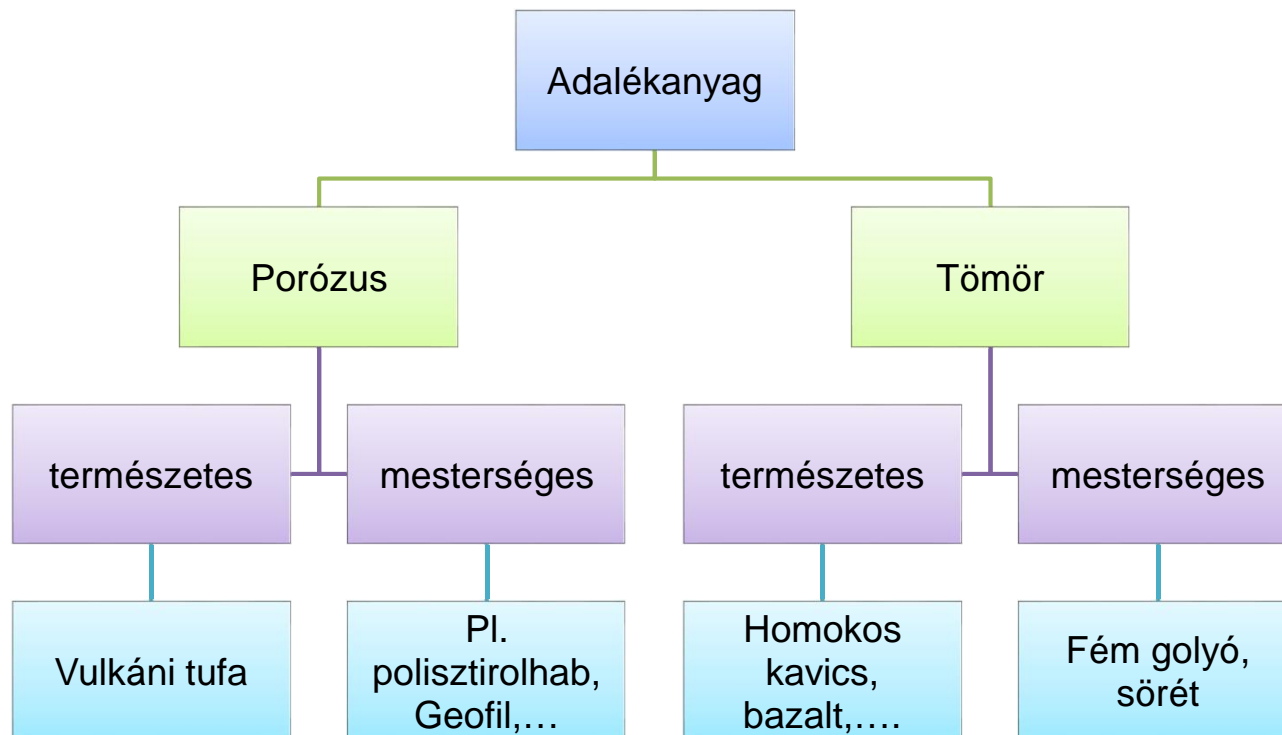 Adalékanyag
Porózus
Tömör
természetes
mesterséges
természetes
mesterséges
Vulkáni tufa
Pl.
polisztirolhab,
Geofil,…
Homokos
kavics,
bazalt,….
Fém golyó,
sörét